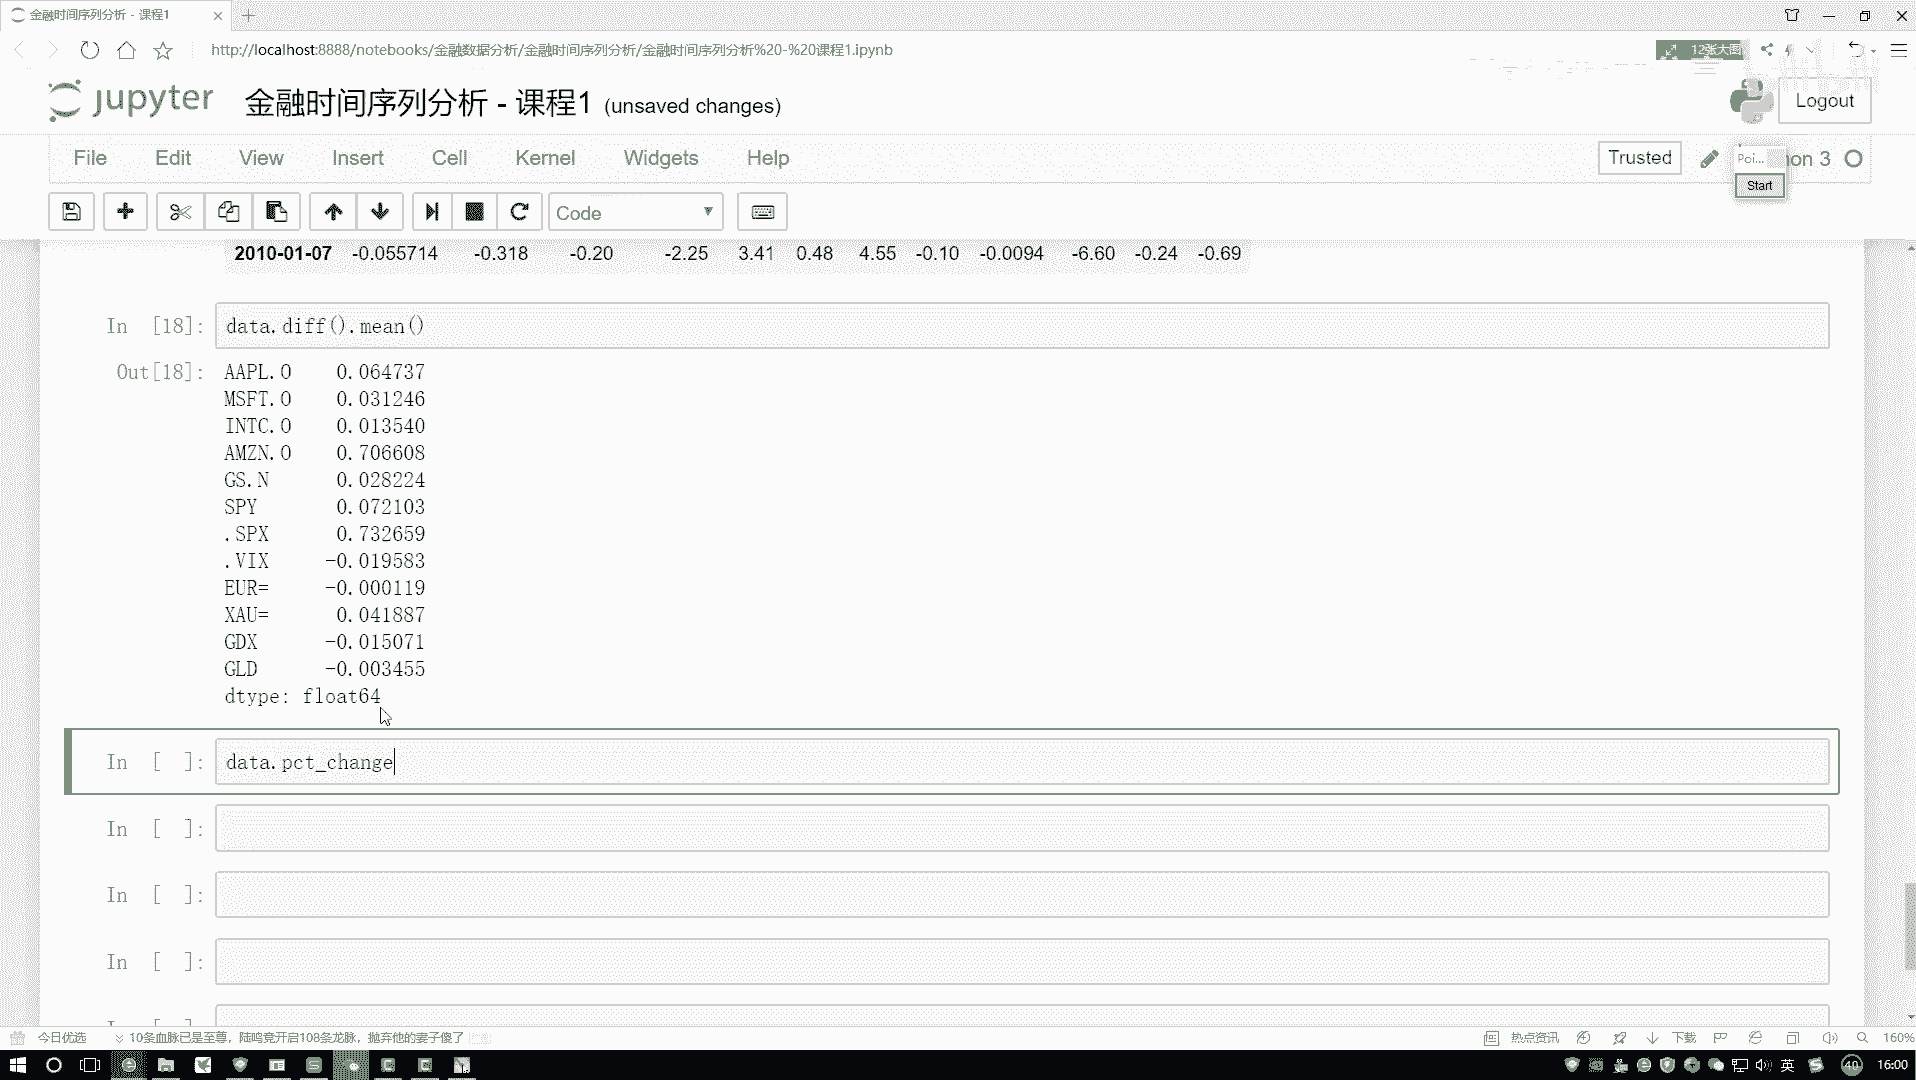 金融时间序列分析 - 课程1
http://localhost:8888/notebooks/金融数据分析/金融时间序列分析/金融时间序列分析%20-%20课程1.ipynb
12张大图
jupyter 金融时间序列分析 - 课程1 (unsaved changes)
Logout
File Edit View Insert Cell Kernel Widgets Help
Trusted
Poi... hon 3
Start
Code
2010-01-07 -0.055714 -0.318 -0.20 -2.25 3.41 0.48 4.55 -0.10 -0.0094 -6.60 -0.24 -0.69
In [18]: data.diff().mean()
Out[18]: AAPL.O 0.064737
MSFT.O 0.031246
INTC.O 0.013540
AMZN.O 0.706608
GS.N 0.028224
SPY 0.072103
.SPX 0.732659
.VIX -0.019583
EUR= -0.000119
XAU= 0.041887
GDX -0.015071
GLD -0.003455
dtype: float64
In [ ]: data.pct_change
In [ ]:
In [ ]:
In [ ]:
今日优选 10条血脉已是至尊，陆鸣竟开启108条龙脉，抛弃他的妻子傻了
热点资讯 下载 160%
英 40 16:00